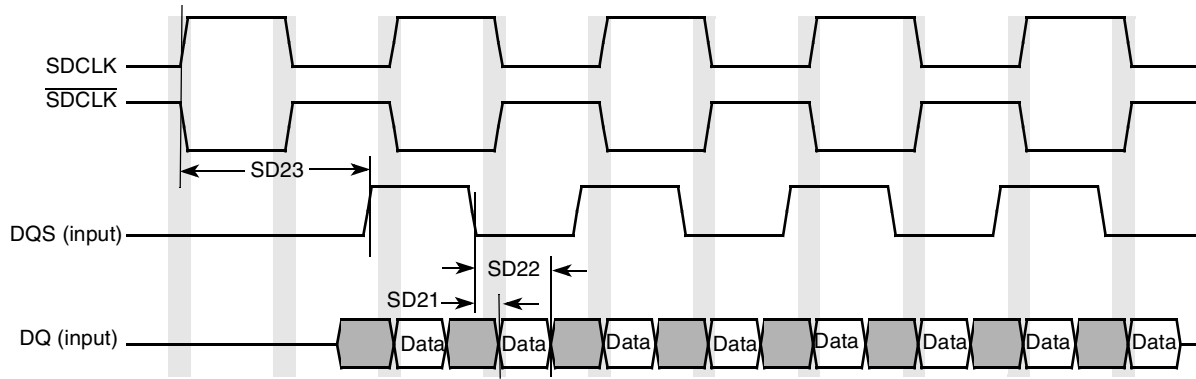 SDCLK
SDCLK
SD23
DQS (input)
SD22
SD21
DQ (input)
Data
Data
Data
Data
Data
Data
Data
Data